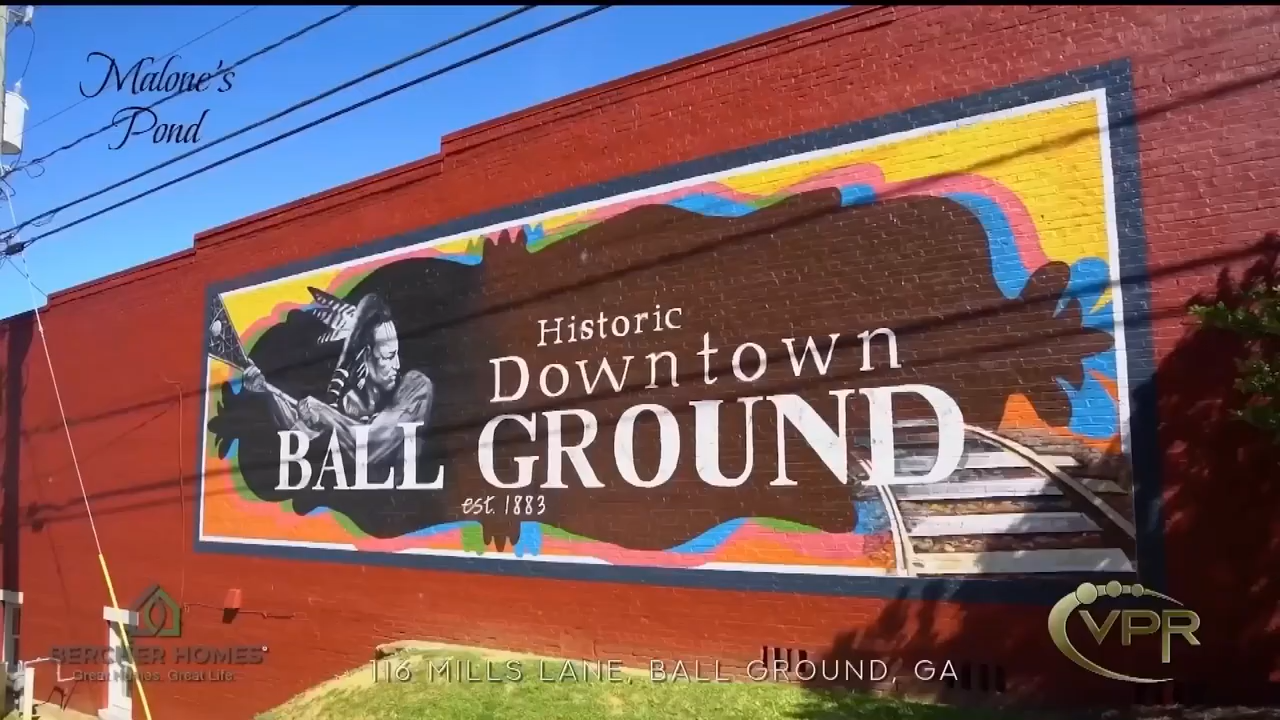 Malone's
Pond
Historic
Downtown
BALL GROUND
est. 1883
BERCHER HOMES
Great Homes. Great Life.
116 MILLS LANE, BALL GROUND, GA
VPR